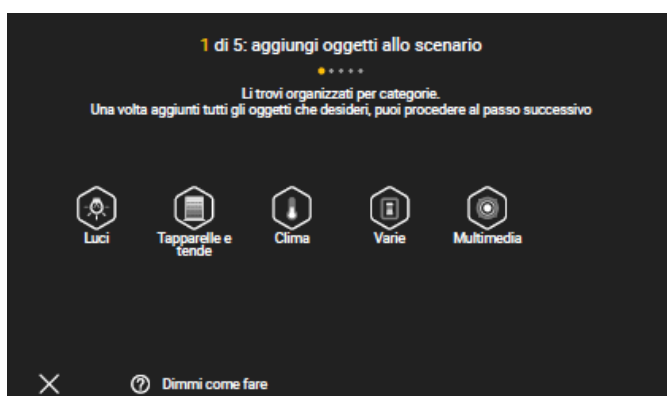 1 di 5: aggiungi oggetti allo scenario
Li trovi organizzati per categorie.
Una volta aggiunti tutti gli oggetti che desideri, puoi procedere al passo successivo
Luci
Tapparelle e
tende
Clima
Varie
Multimedia
Dimmi come fare